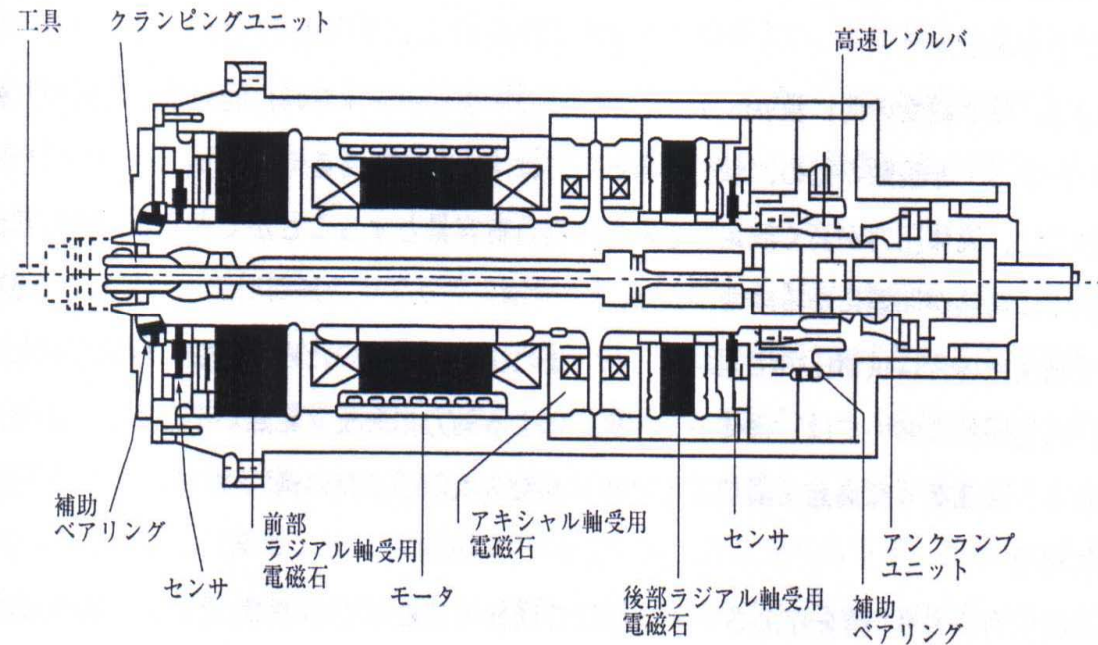 工具
クランピングユニット
高速レゾルバ
補助
ベアリング
センサ
前部
ラジアル軸受用
電磁石
モータ
アキシャル軸受用
電磁石
後部ラジアル軸受用
電磁石
センサ
補助
ベアリング
アンクランプ
ユニット